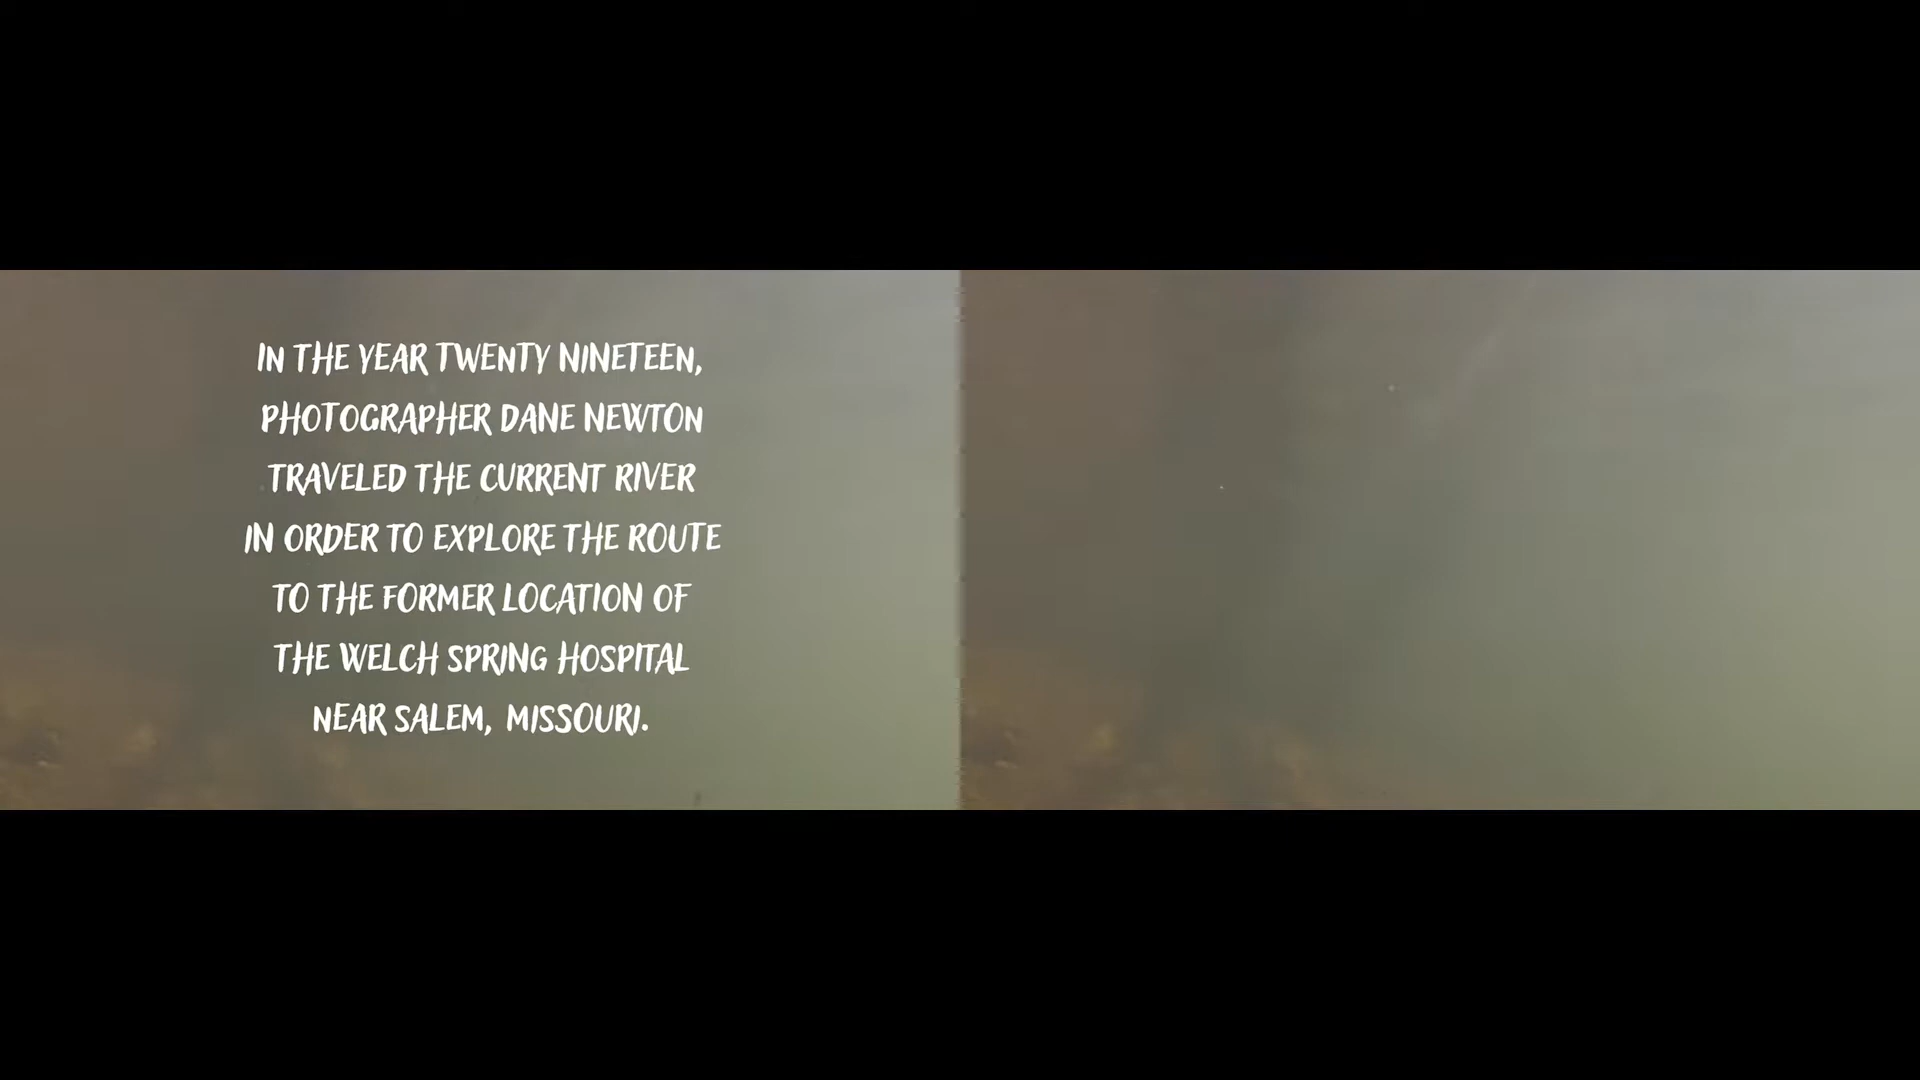 IN THE YEAR TWENTY NINETEEN,
PHOTOGRAPHER DANE NEWTON
TRAVELED THE CURRENT RIVER
IN ORDER TO EXPLORE THE ROUTE
TO THE FORMER LOCATION OF
THE WELCH SPRING HOSPITAL
NEAR SALEM, MISSOURI.